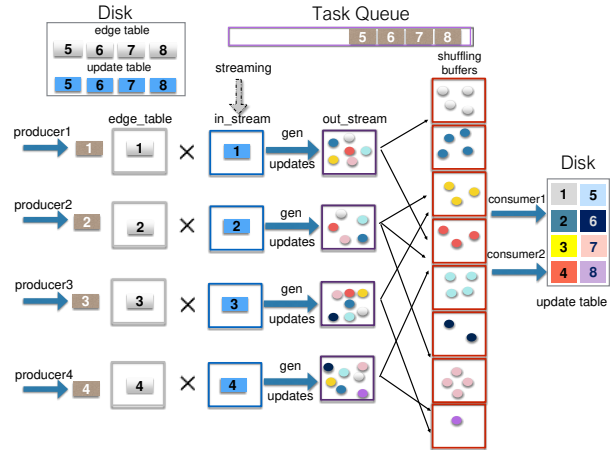 Disk
edge table
5 6 7 8
update table
5 6 7 8
Task Queue
5 6 7 8
streaming
shuffling
buffers
edge_table
in_stream
out_stream
producer1
1
1
×
1
gen
updates
producer2
2
2
×
2
gen
updates
producer3
3
3
×
3
gen
updates
producer4
4
4
×
4
gen
updates
consumer1
consumer2
Disk
1 5
2 6
3 7
4 8
update table